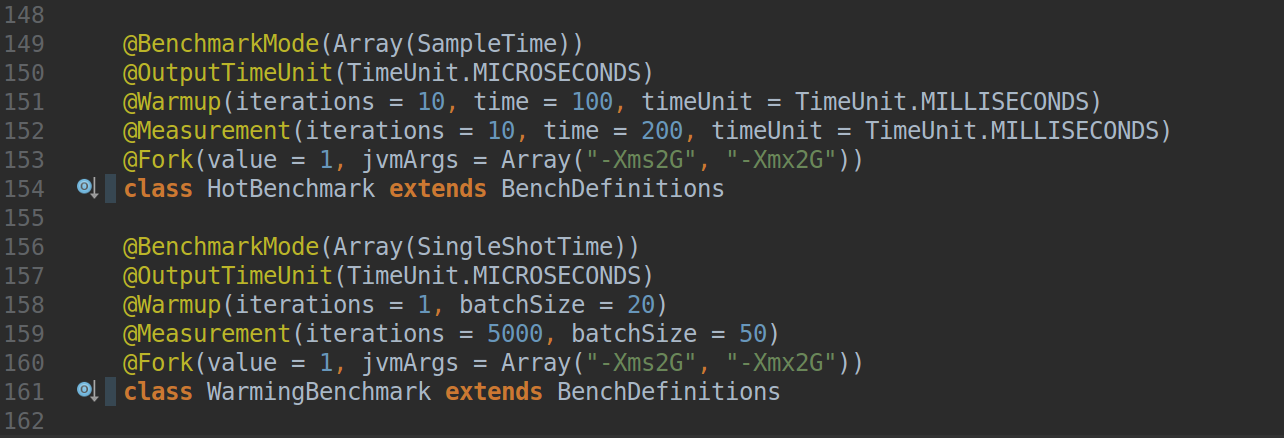 148
149 @BenchmarkMode(Array(SampleTime))
150 @OutputTimeUnit(TimeUnit.MICROSECONDS)
151 @Warmup(iterations = 10, time = 100, timeUnit = TimeUnit.MILLISECONDS)
152 @Measurement(iterations = 10, time = 200, timeUnit = TimeUnit.MILLISECONDS)
153 @Fork(value = 1, jvmArgs = Array("-Xms2G", "-Xmx2G"))
154 class HotBenchmark extends BenchDefinitions
155
156 @BenchmarkMode(Array(SingleShotTime))
157 @OutputTimeUnit(TimeUnit.MICROSECONDS)
158 @Warmup(iterations = 1, batchSize = 20)
159 @Measurement(iterations = 5000, batchSize = 50)
160 @Fork(value = 1, jvmArgs = Array("-Xms2G", "-Xmx2G"))
161 class WarmingBenchmark extends BenchDefinitions
162